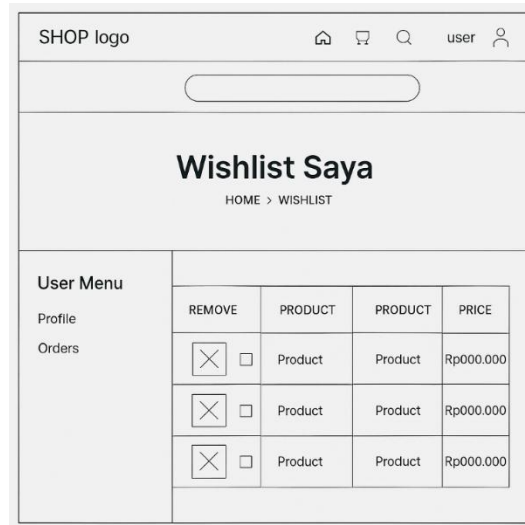 SHOP logo user
Wishlist Saya
HOME > WISHLIST
User Menu
Profile
Orders
REMOVE PRODUCT PRODUCT PRICE
Product Product Rp000.000
Product Product Rp000.000
Product Product Rp000.000